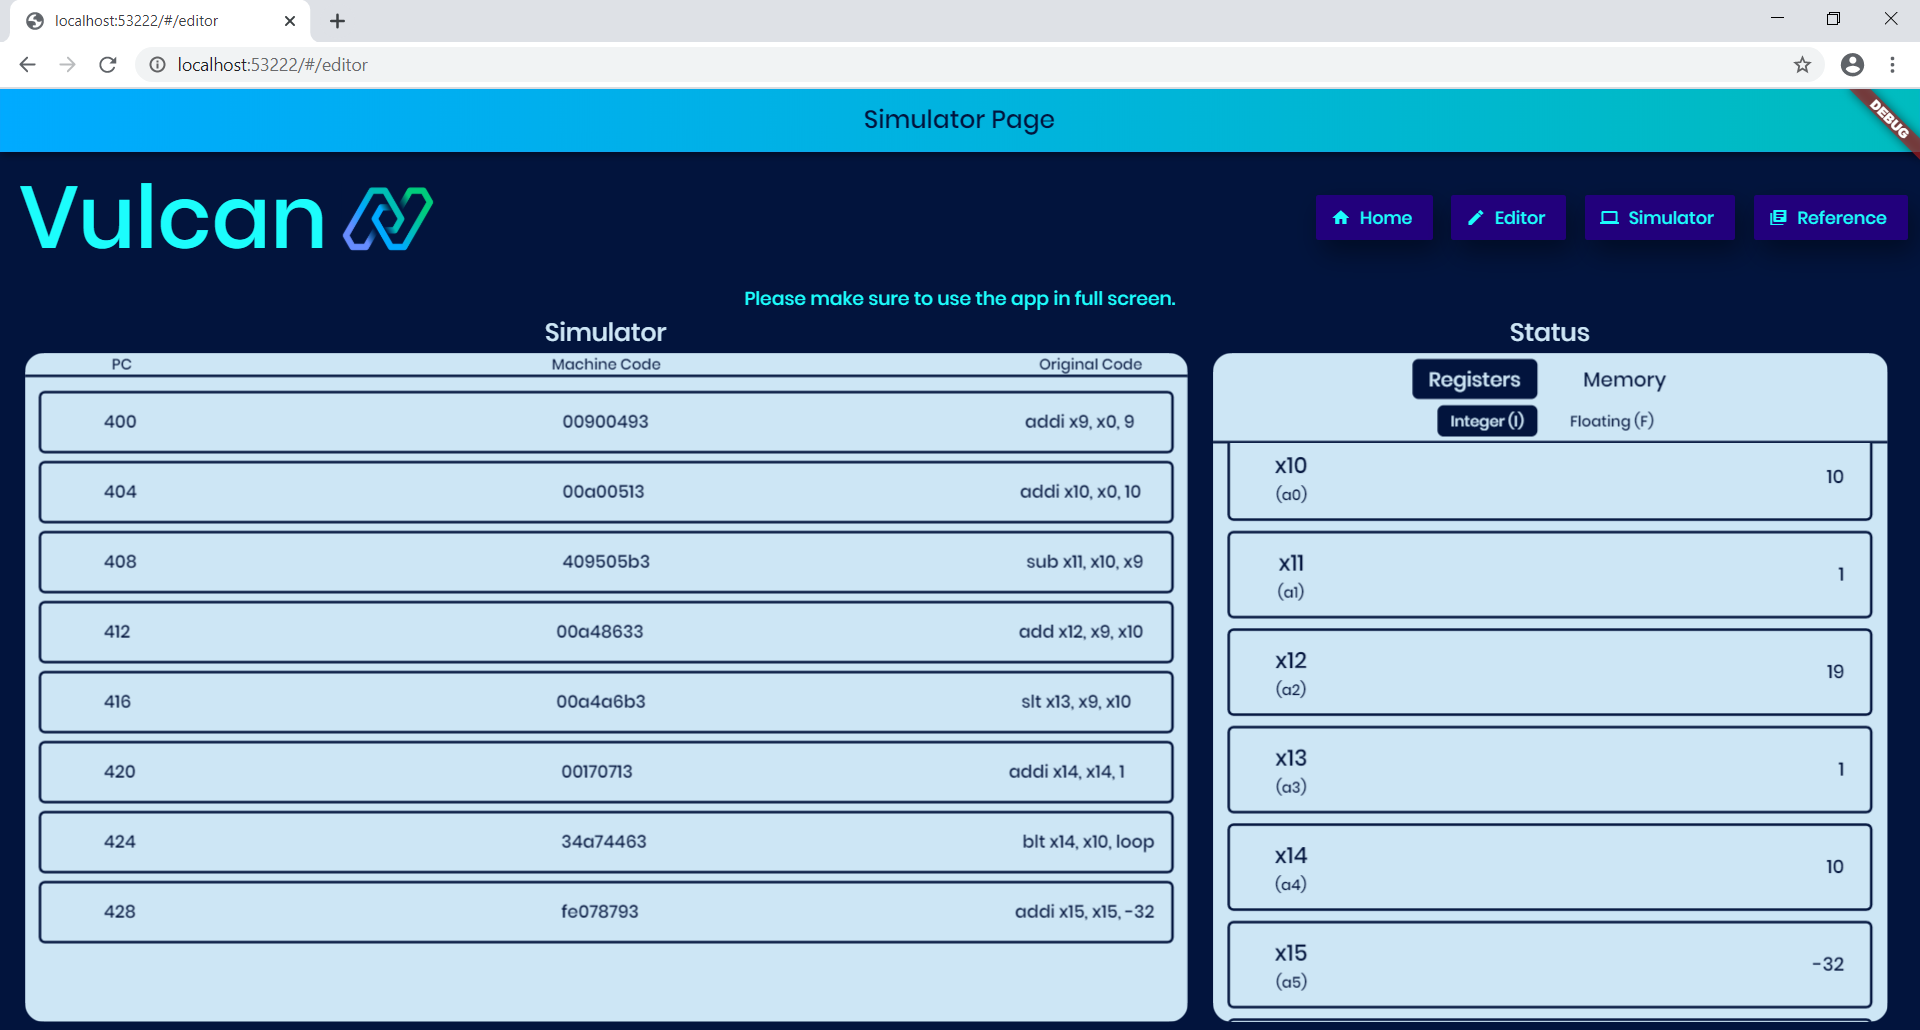 localhost:53222/#/editor
localhost:53222/#/editor
Simulator Page
DEBUG
Vulcan
Home Editor Simulator Reference
Please make sure to use the app in full screen.
Simulator
PC Machine Code Original Code
400 00900493 addi x9, x0, 9
404 00a00513 addi x10, x0, 10
408 409505b3 sub x11, x10, x9
412 00a48633 add x12, x9, x10
416 00a4a6b3 slt x13, x9, x10
420 00170713 addi x14, x14, 1
424 34a74463 blt x14, x10, loop
428 fe078793 addi x15, x15, -32
Status
Registers Memory
Integer (I) Floating (F)
x10 10
(a0)
x11 1
(a1)
x12 19
(a2)
x13 1
(a3)
x14 10
(a4)
x15 -32
(a5)